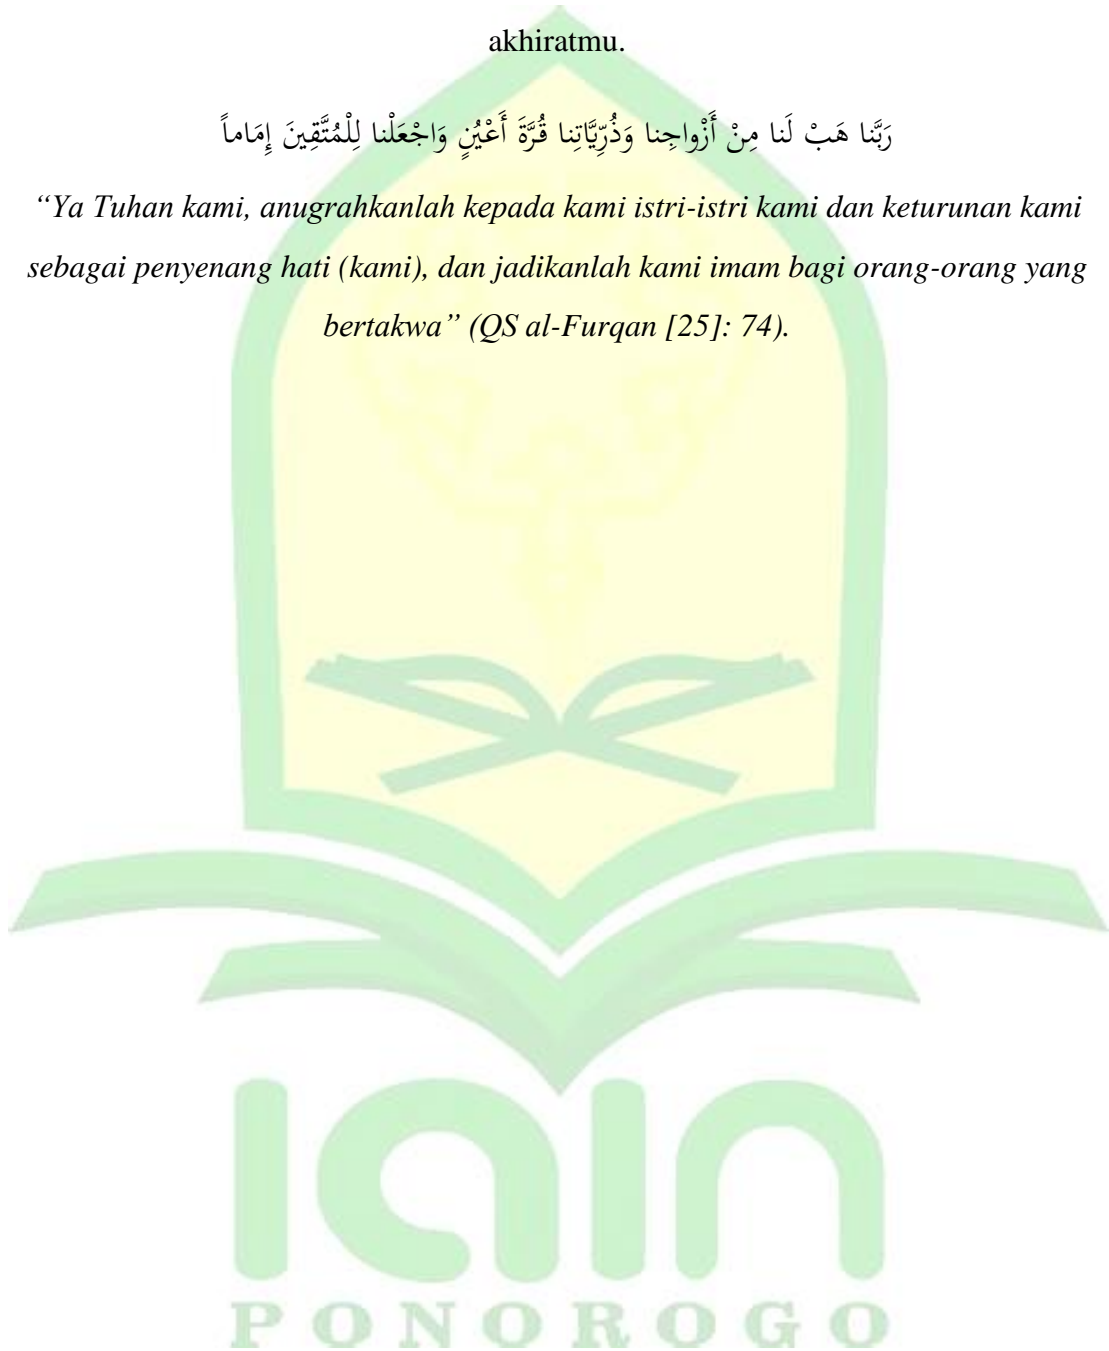 akhiratmu.
رَبَّنا هَبْ لَنا مِنْ أَزْواجِنا وَذُرِّيَّاتِنا قُرَّةَ أَعْيُنٍ وَاجْعَلْنا لِلْمُتَّقِينَ إِمَاماً
“Ya Tuhan kami, anugrahkanlah kepada kami istri-istri kami dan keturunan kami
sebagai penyenang hati (kami), dan jadikanlah kami imam bagi orang-orang yang
bertakwa” (QS al-Furqan [25]: 74).
iain
PONOROGO